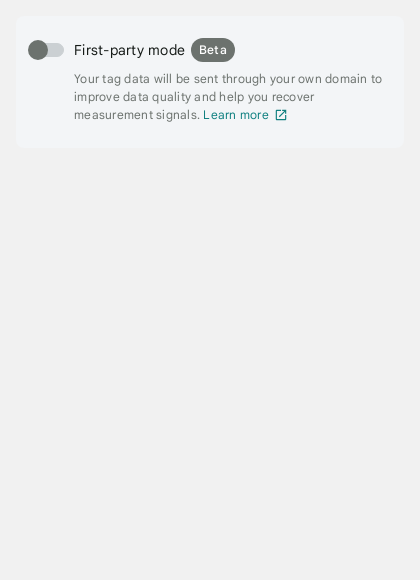 First-party mode Beta
Your tag data will be sent through your own domain to
improve data quality and help you recover
measurement signals. Learn more